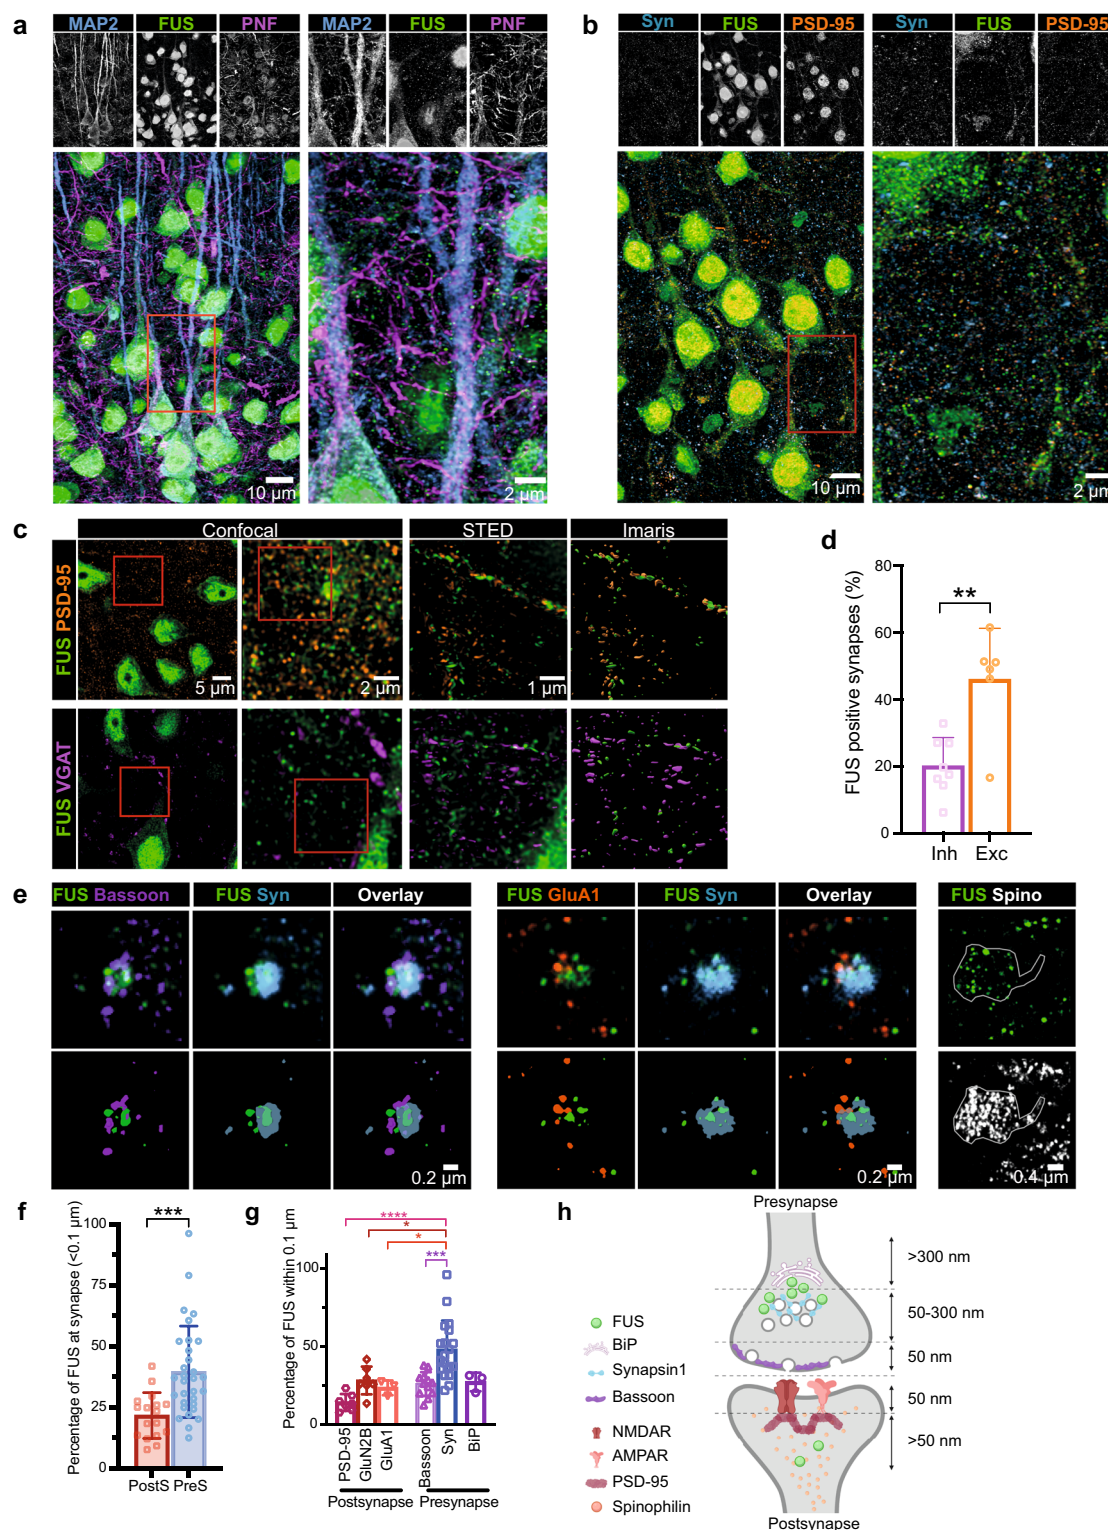 a
MAP2 FUS PNF MAP2 FUS PNF
10 µm
2 µm
b
Syn FUS PSD-95 Syn FUS PSD-95
10 µm
2 µm
c
Confocal STED Imaris
FUS PSD-95
5 µm
2 µm
1 µm
FUS VGAT
d
FUS positive synapses (%)
80
60
40
20
0
**
Inh Exc
e
FUS Bassoon FUS Syn Overlay
0.2 µm
FUS GluA1 FUS Syn Overlay
0.2 µm
FUS Spino
0.4 µm
f
Percentage of FUS at synapse (<0.1 µm)
100
75
50
25
0
***
PostS PreS
g
Percentage of FUS within 0.1 µm
100
50
0
****
*
*
***
PSD-95 GluN2B GluA1 Bassoon Syn BiP
Postsynapse Presynapse
h
Presynapse
>300 nm
50-300 nm
50 nm
50 nm
>50 nm
FUS
BiP
Synapsin1
Bassoon
NMDAR
AMPAR
PSD-95
Spinophilin
Postsynapse